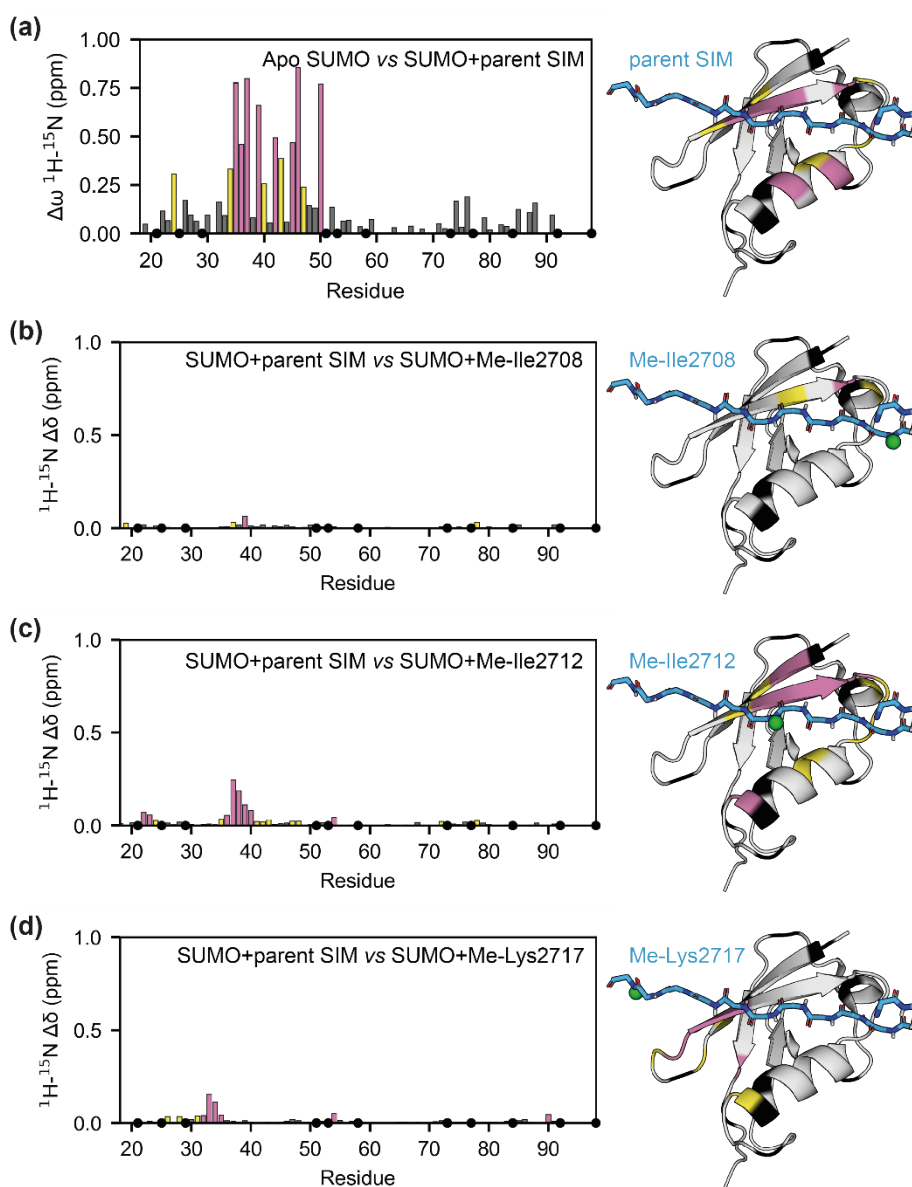 (a)
Apo SUMO vs SUMO+parent SIM
parent SIM
Δω ¹H-¹⁵N (ppm)
1.00
0.75
0.50
0.25
0.00
20 30 40 50 60 70 80 90
Residue
(b)
SUMO+parent SIM vs SUMO+Me-Ile2708
Me-Ile2708
¹H-¹⁵N Δδ (ppm)
1.0
0.5
0.0
20 30 40 50 60 70 80 90
Residue
(c)
SUMO+parent SIM vs SUMO+Me-Ile2712
Me-Ile2712
¹H-¹⁵N Δδ (ppm)
1.0
0.5
0.0
20 30 40 50 60 70 80 90
Residue
(d)
SUMO+parent SIM vs SUMO+Me-Lys2717
Me-Lys2717
¹H-¹⁵N Δδ (ppm)
1.0
0.5
0.0
20 30 40 50 60 70 80 90
Residue